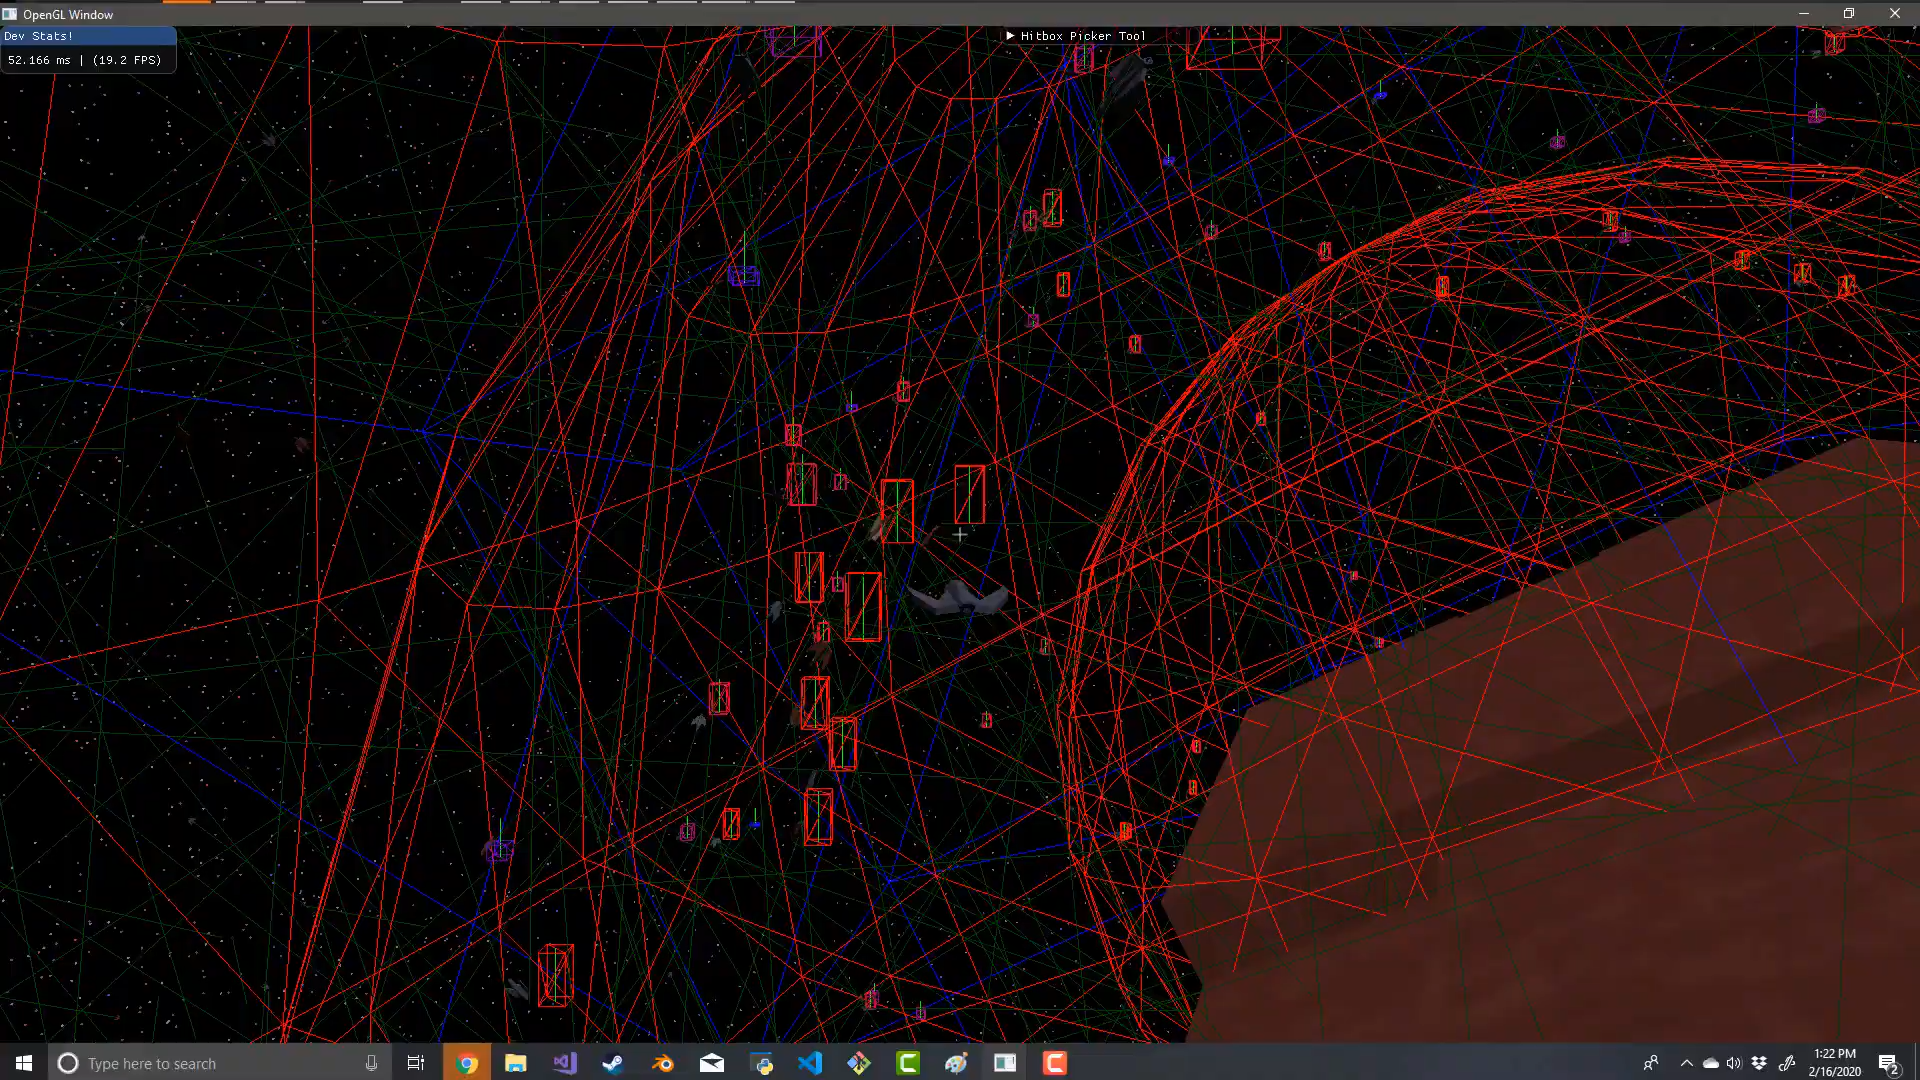 OpenGL Window
Dev Stats!
52.166 ms | (19.2 FPS)
Hitbox Picker Tool
Type here to search
1:22 PM
2/16/2020
2